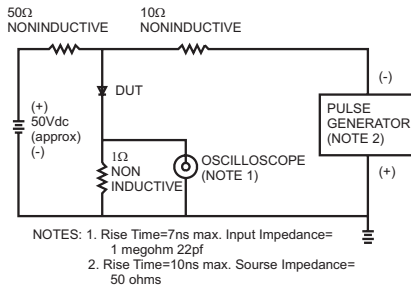 50Ω
NONINDUCTIVE
10Ω
NONINDUCTIVE
(+)
50Vdc
(approx)
(-)
DUT
1Ω
NON
INDUCTIVE
OSCILLOSCOPE
(NOTE 1)
(-)
PULSE
GENERATOR
(NOTE 2)
(+)
NOTES: 1. Rise Time=7ns max. Input Impedance=
1 megohm 22pf
2. Rise Time=10ns max. Sourse Impedance=
50 ohms